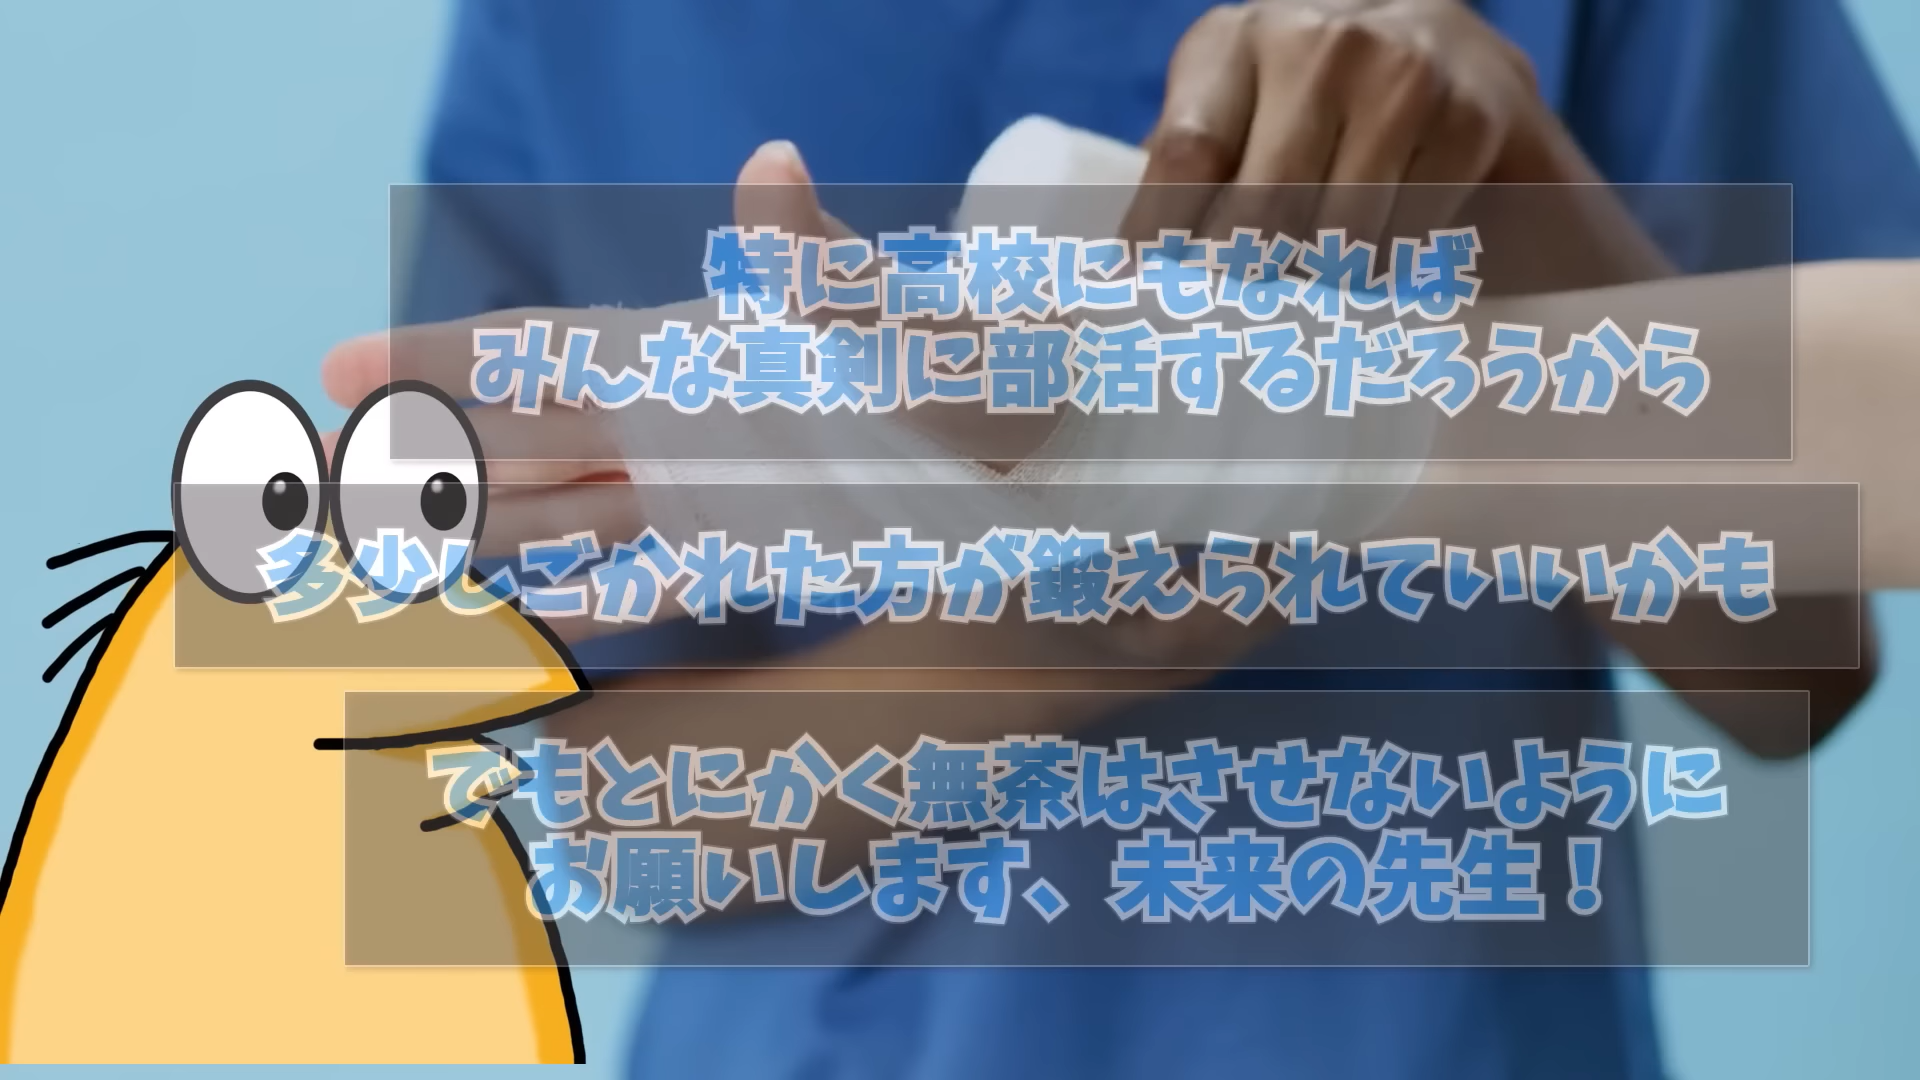 特に高校にもなれば
みんな真剣に部活するだろうから
多少しごかれた方が鍛えられていいかも
でもとにかく無茶はさせないように
お願いします、未来の先生！